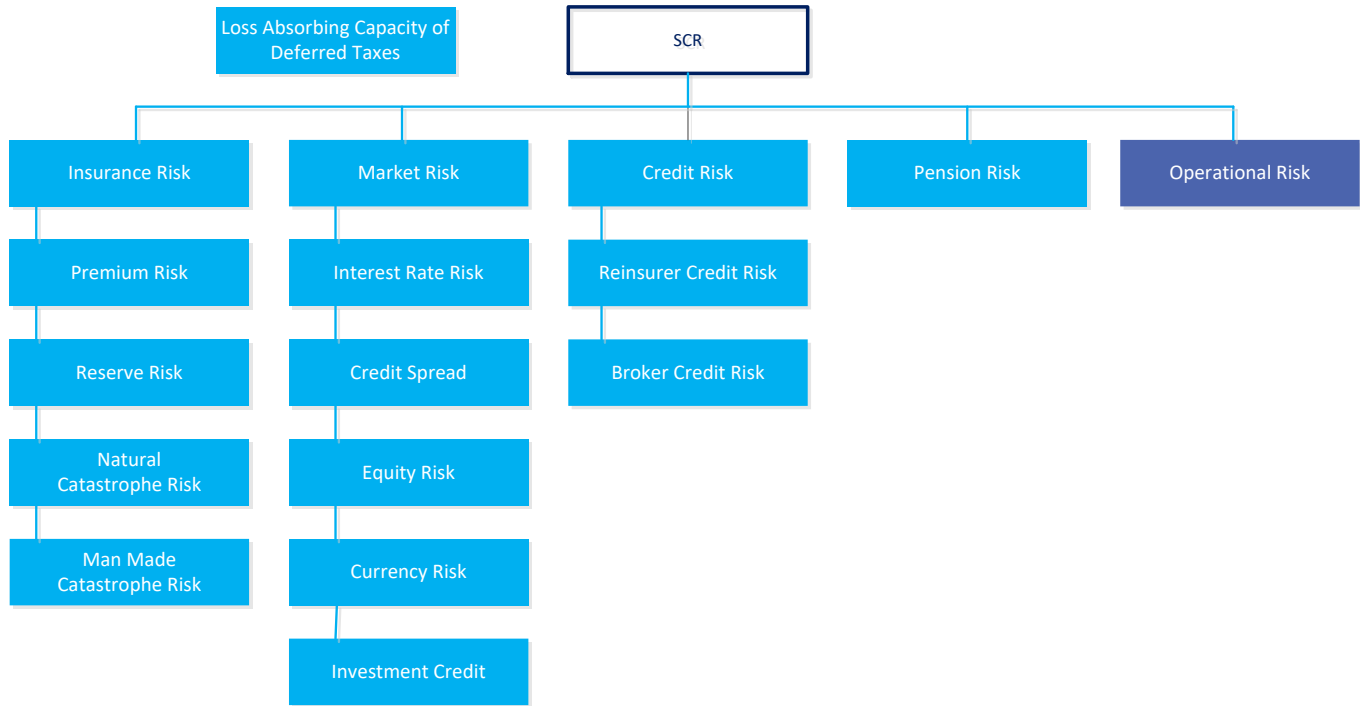 Loss Absorbing Capacity of
Deferred Taxes
SCR
Insurance Risk
Market Risk
Credit Risk
Pension Risk
Operational Risk
Premium Risk
Interest Rate Risk
Reinsurer Credit Risk
Reserve Risk
Credit Spread
Broker Credit Risk
Natural
Catastrophe Risk
Equity Risk
Man Made
Catastrophe Risk
Currency Risk
Investment Credit